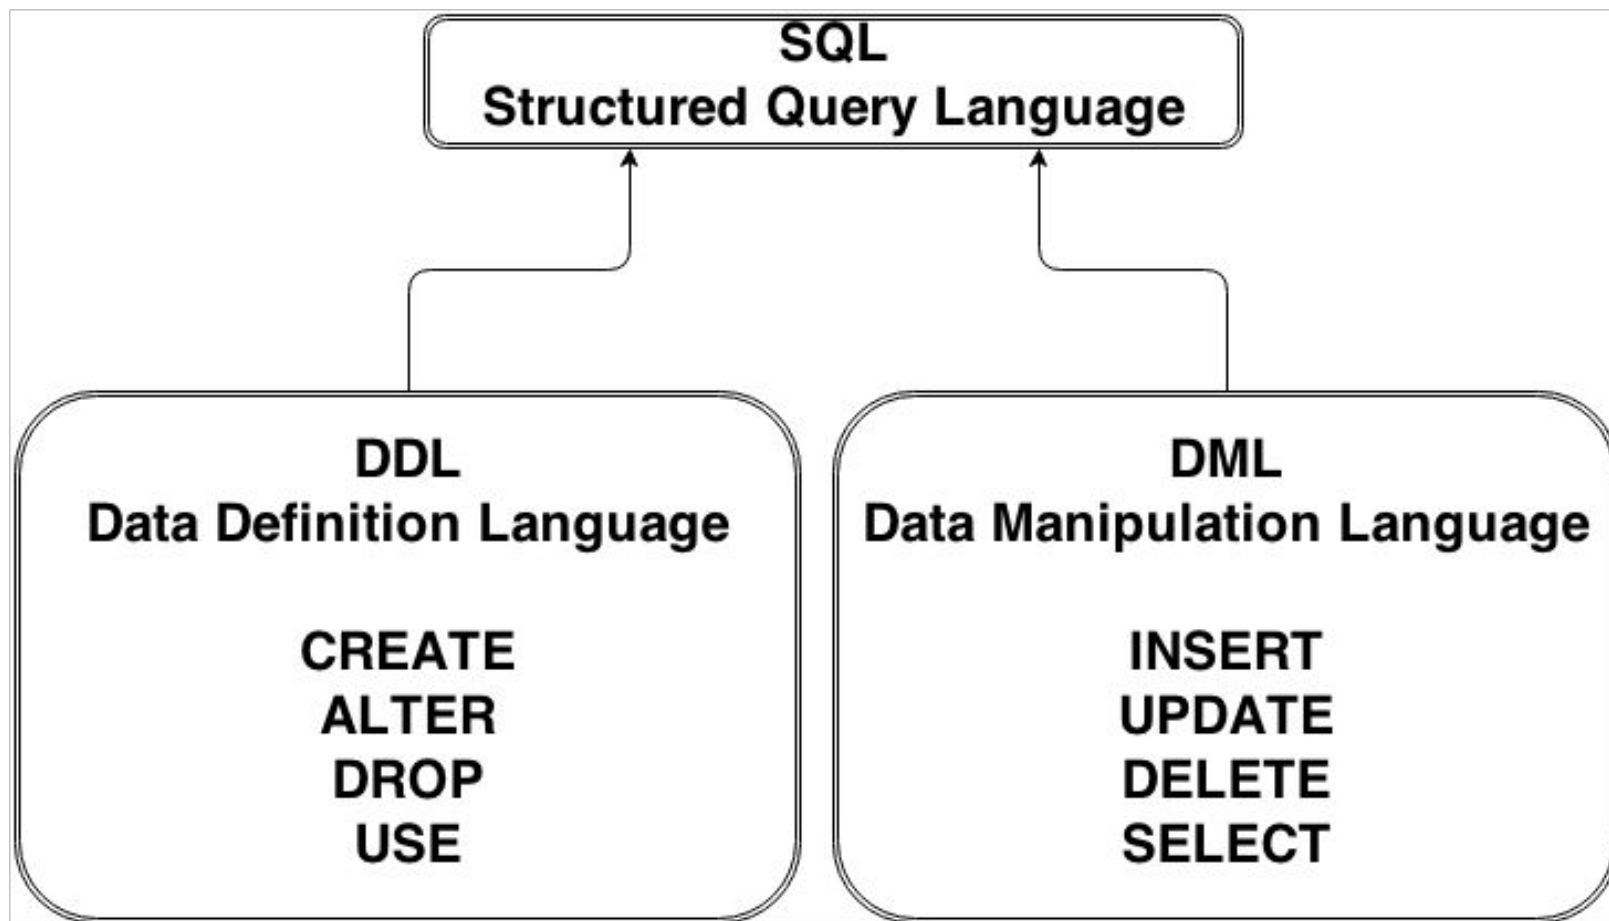 SQL
Structured Query Language
DDL
Data Definition Language
CREATE
ALTER
DROP
USE
DML
Data Manipulation Language
INSERT
UPDATE
DELETE
SELECT